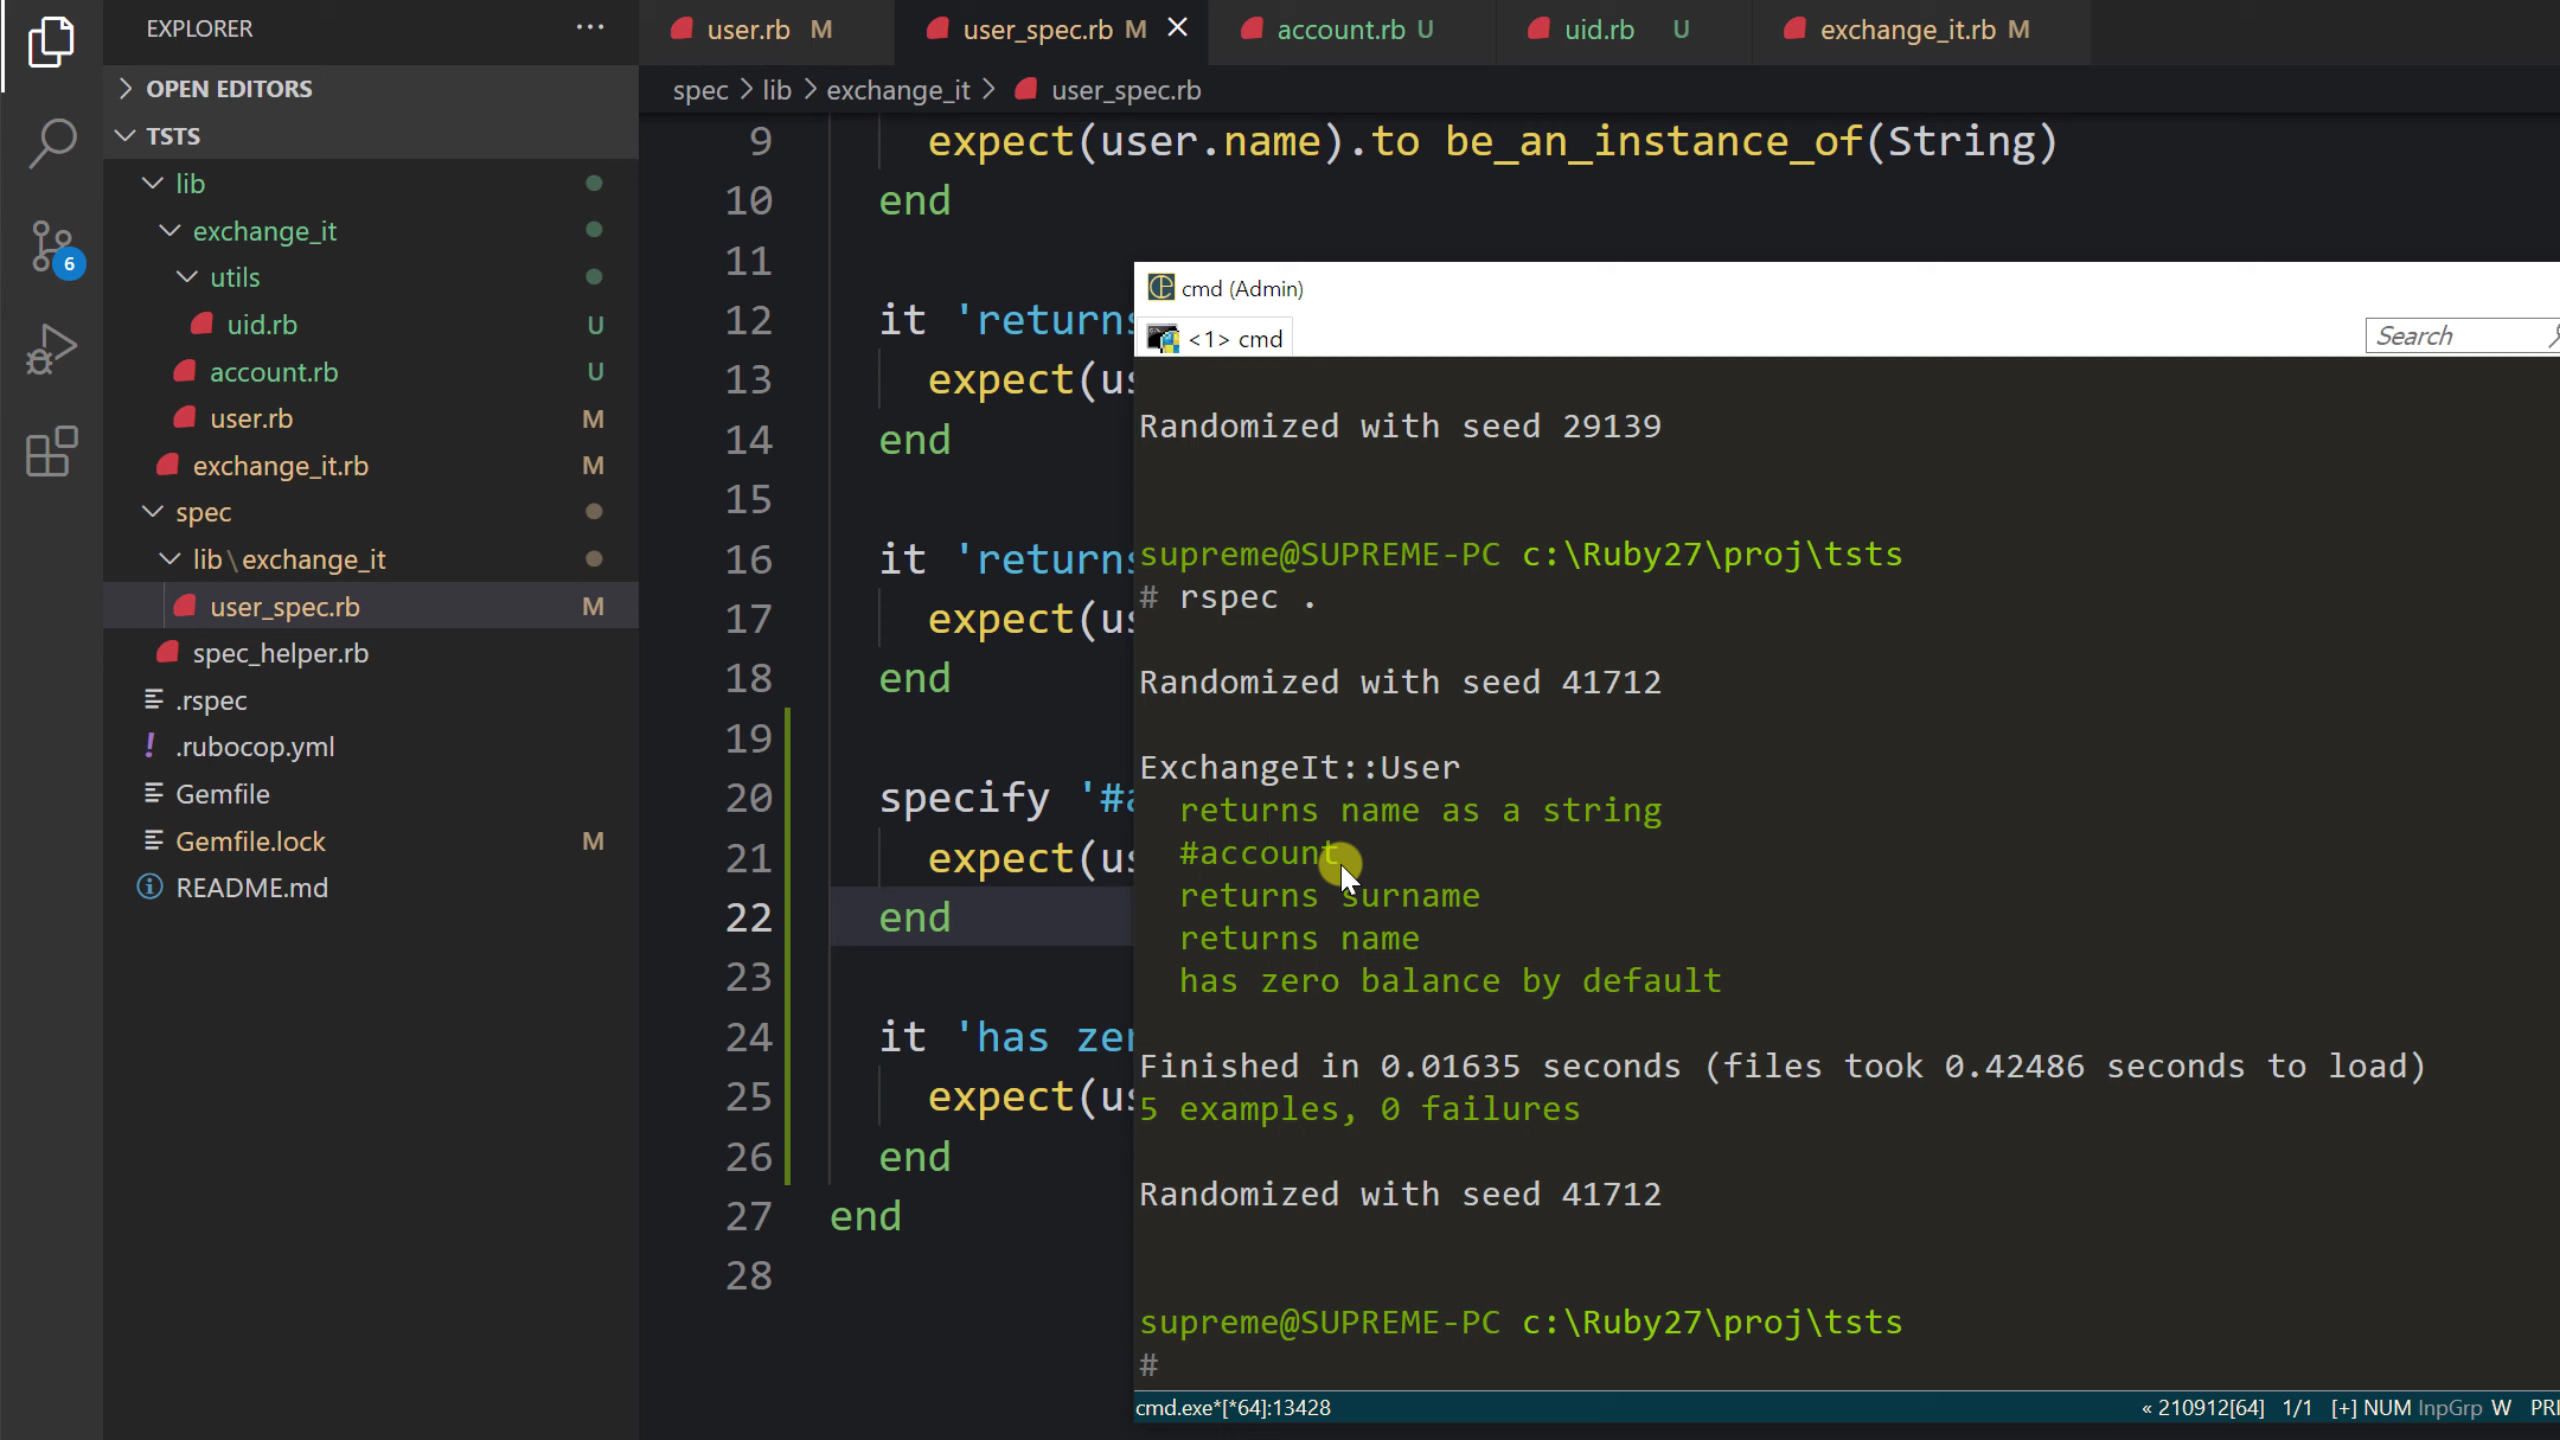 EXPLORER
OPEN EDITORS
TSTS
lib
exchange_it
utils
uid.rb U
account.rb U
user.rb M
exchange_it.rb M
spec
lib\exchange_it
user_spec.rb M
spec_helper.rb
.rspec
! .rubocop.yml
Gemfile
Gemfile.lock M
README.md
6
user.rb M
user_spec.rb M
account.rb U
uid.rb U
exchange_it.rb M
spec > lib > exchange_it > user_spec.rb
9 expect(user.name).to be_an_instance_of(String)
10 end
11
12 it 'returns
13 expect(us
14 end
15
16 it 'returns
17 expect(us
18 end
19
20 specify '#a
21 expect(us
22 end
23
24 it 'has zer
25 expect(us
26 end
27 end
28
cmd (Admin)
<1> cmd
Search
Randomized with seed 29139
supreme@SUPREME-PC c:\Ruby27\proj\tsts
# rspec .
Randomized with seed 41712
ExchangeIt::User
returns name as a string
#account
returns surname
returns name
has zero balance by default
Finished in 0.01635 seconds (files took 0.42486 seconds to load)
5 examples, 0 failures
Randomized with seed 41712
supreme@SUPREME-PC c:\Ruby27\proj\tsts
#
cmd.exe*[*64]:13428
« 210912[64] 1/1 [+] NUM InpGrp W PRI